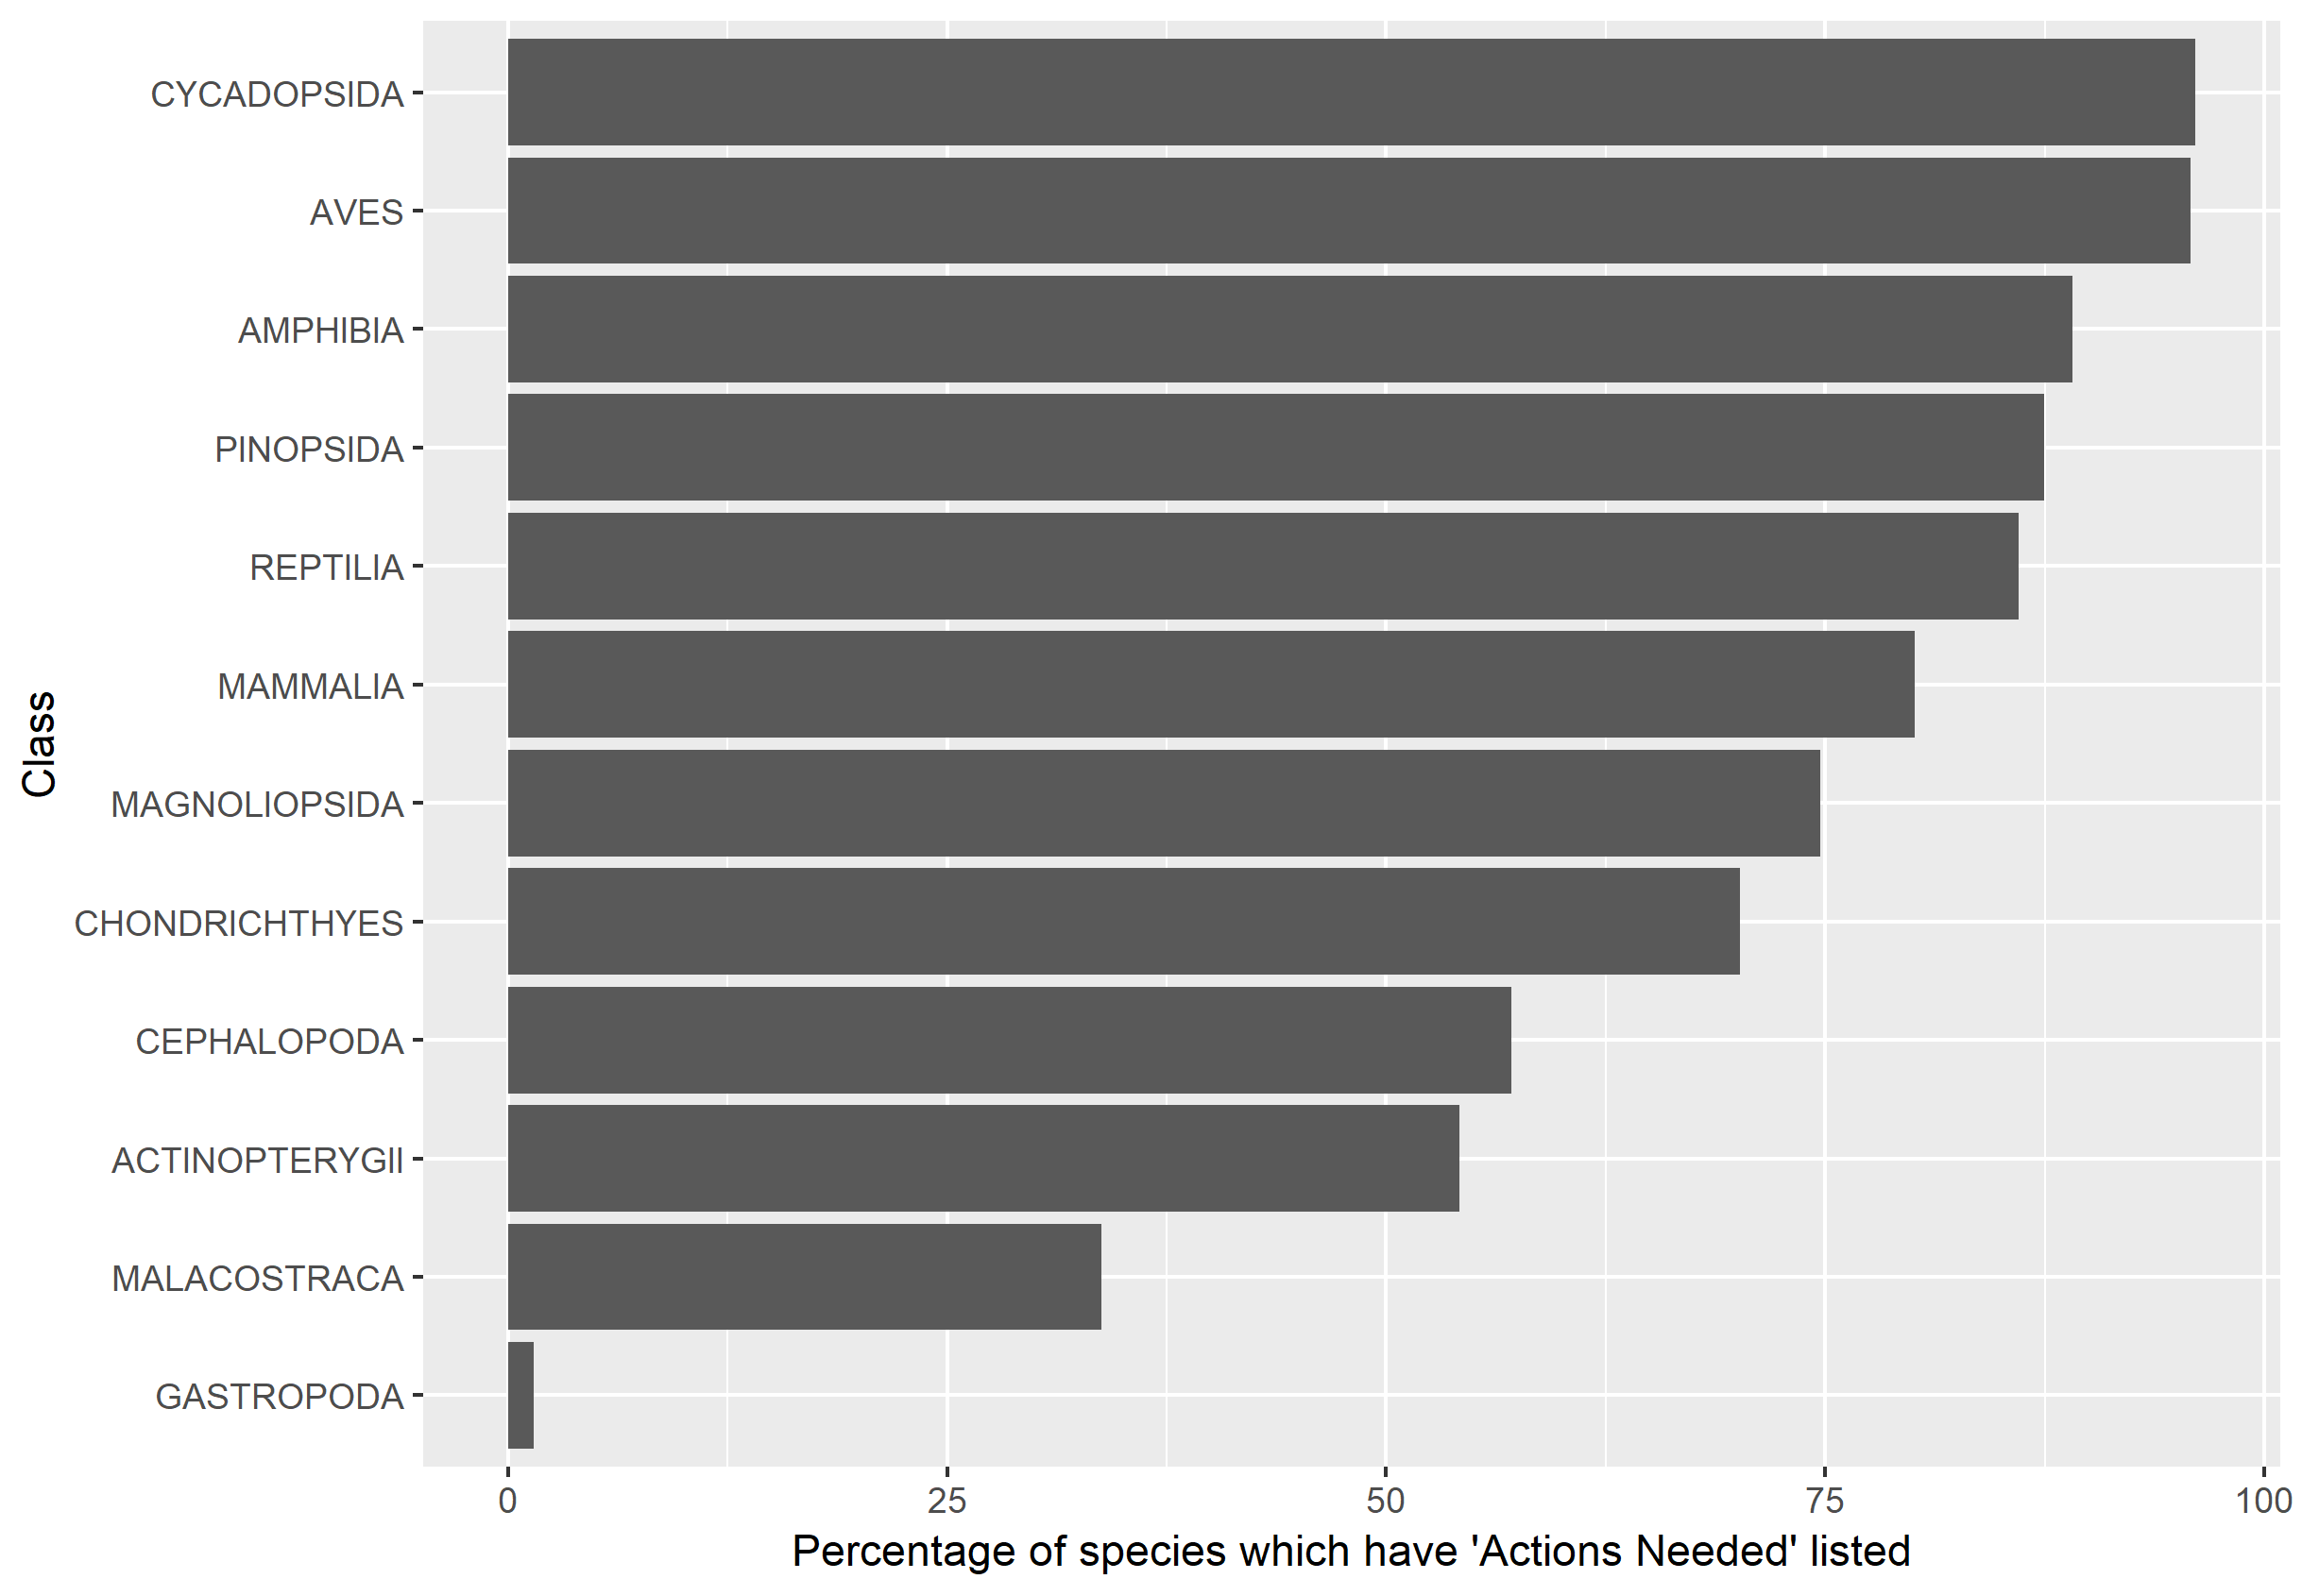 CYCADOPSIDA
AVES
AMPHIBIA
PINOPSIDA
REPTILIA
MAMMALIA
MAGNOLIOPSIDA
CHONDRICHTHYES
CEPHALOPODA
ACTINOPTERYGII
MALACOSTRACA
GASTROPODA
Class
0 25 50 75 100
Percentage of species which have 'Actions Needed' listed